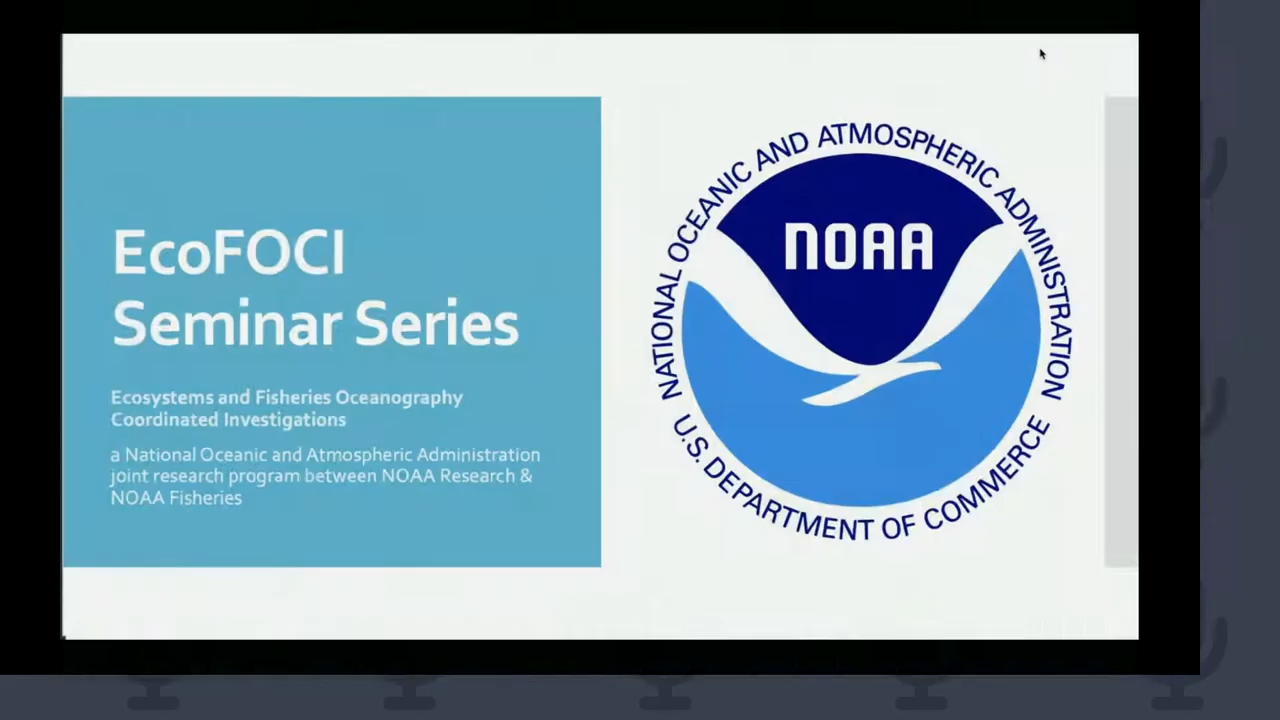 EcoFOCI
Seminar Series
Ecosystems and Fisheries Oceanography
Coordinated Investigations
a National Oceanic and Atmospheric Administration
joint research program between NOAA Research &
NOAA Fisheries
NATIONAL OCEANIC AND ATMOSPHERIC ADMINISTRATION
NOAA
U.S. DEPARTMENT OF COMMERCE